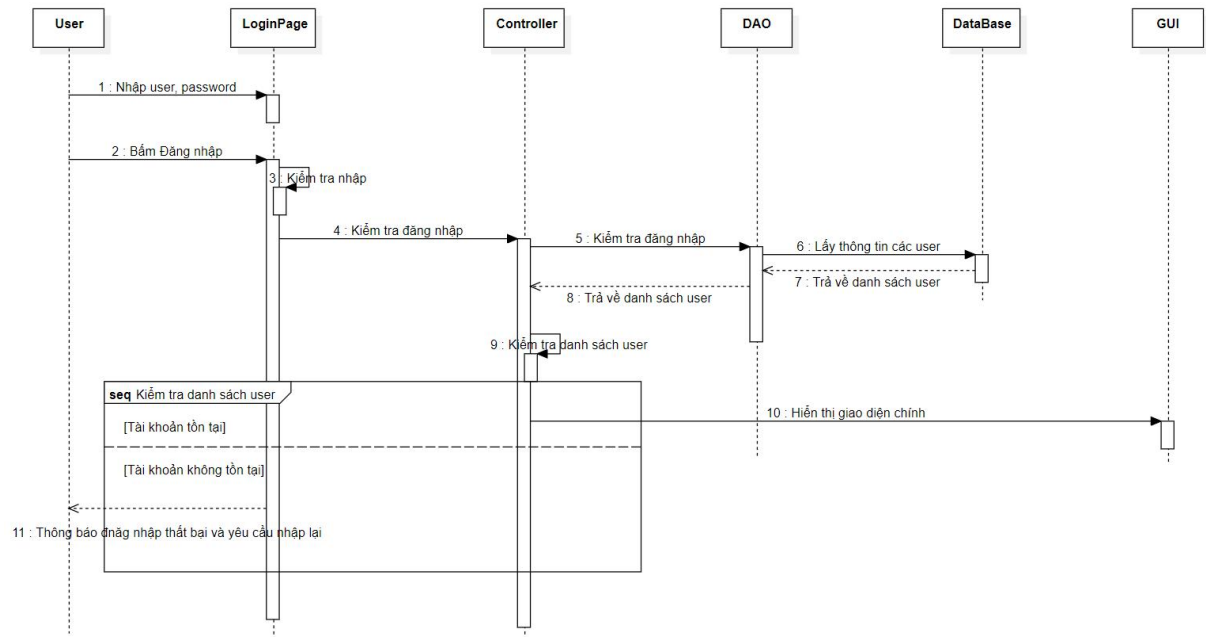 User
LoginPage
Controller
DAO
DataBase
GUI
1 : Nhập user, password
2 : Bấm Đăng nhập
3 : Kiểm tra nhập
4 : Kiểm tra đăng nhập
5 : Kiểm tra đăng nhập
6 : Lấy thông tin các user
7 : Trả về danh sách user
8 : Trả về danh sách user
9 : Kiểm tra danh sách user
seq Kiểm tra danh sách user
10 : Hiển thị giao diện chính
[Tài khoản tồn tại]
[Tài khoản không tồn tại]
11 : Thông báo đnăg nhập thất bại và yêu cầu nhập lại